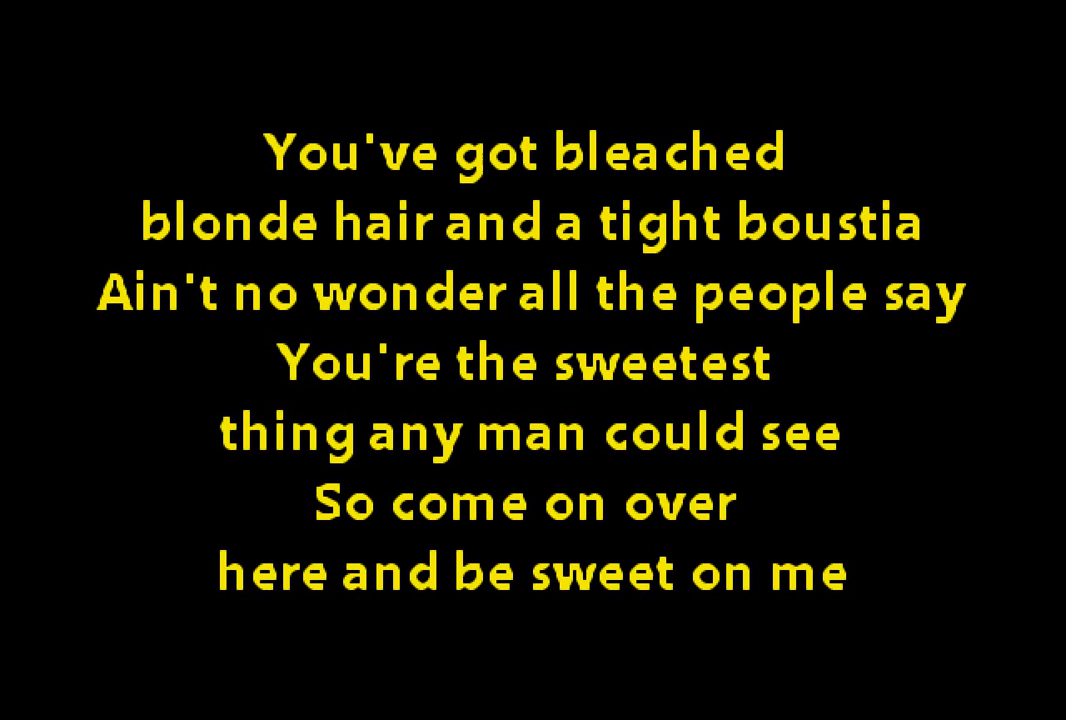 You've got bleached
blonde hair and a tight boustia
Ain't no wonder all the people say
You're the sweetest
thing any man could see
So come on over
here and be sweet on me